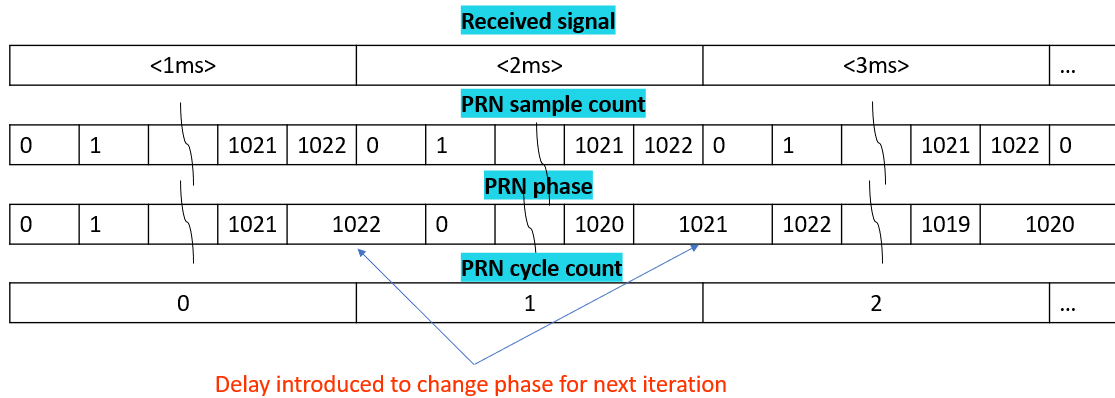 Received signal
<1ms> <2ms> <3ms> ...
PRN sample count
0 1 1021 1022 0 1 1021 1022 0 1 1021 1022 0
PRN phase
0 1 1021 1022 0 1020 1021 1022 1019 1020
PRN cycle count
0 1 2 ...
Delay introduced to change phase for next iteration